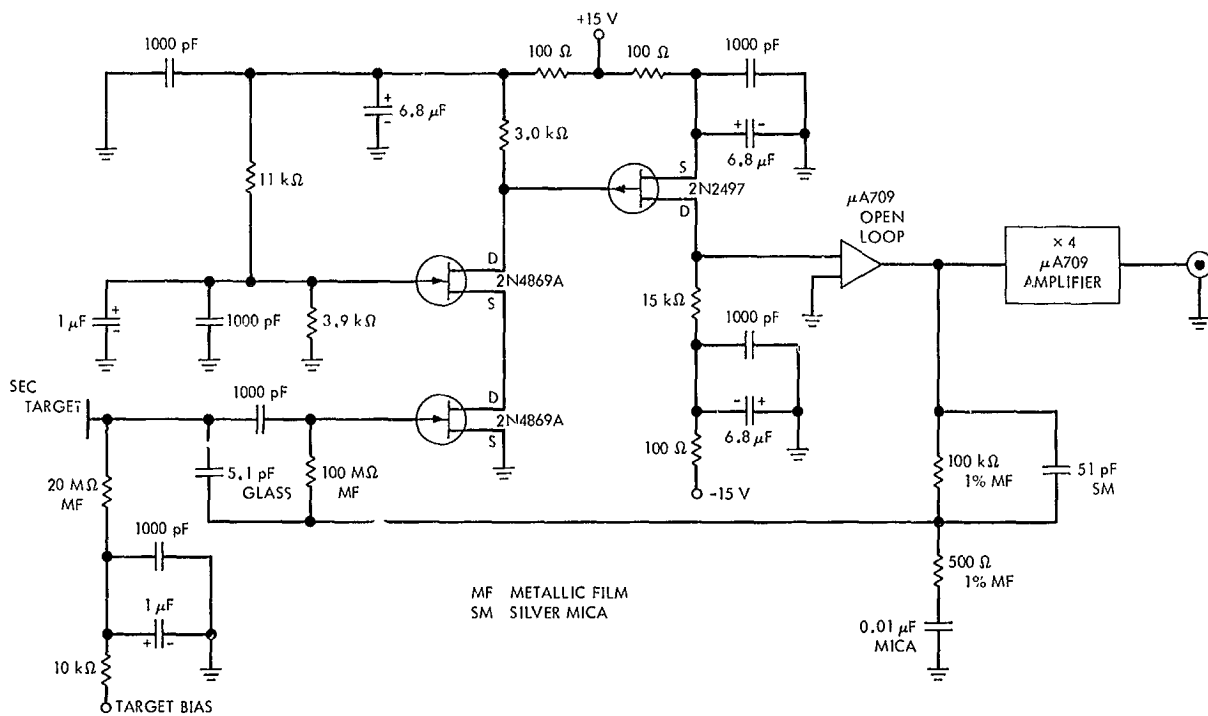 +15 V
1000 pF
100 Ω
100 Ω
1000 pF
+
-
6.8 μF
3.0 kΩ
+ -
6.8 μF
11 kΩ
S
2N2497
D
μA709
OPEN
LOOP
× 4
μA709
AMPLIFIER
D
2N4869A
S
1 μF
+
-
1000 pF
3.9 kΩ
15 kΩ
1000 pF
SEC
TARGET
1000 pF
D
2N4869A
S
- +
6.8 μF
100 Ω
-15 V
5.1 pF
GLASS
100 MΩ
MF
20 MΩ
MF
100 kΩ
1% MF
51 pF
SM
1000 pF
1 μF
+ -
10 kΩ
TARGET BIAS
MF METALLIC FILM
SM SILVER MICA
500 Ω
1% MF
0.01 μF
MICA